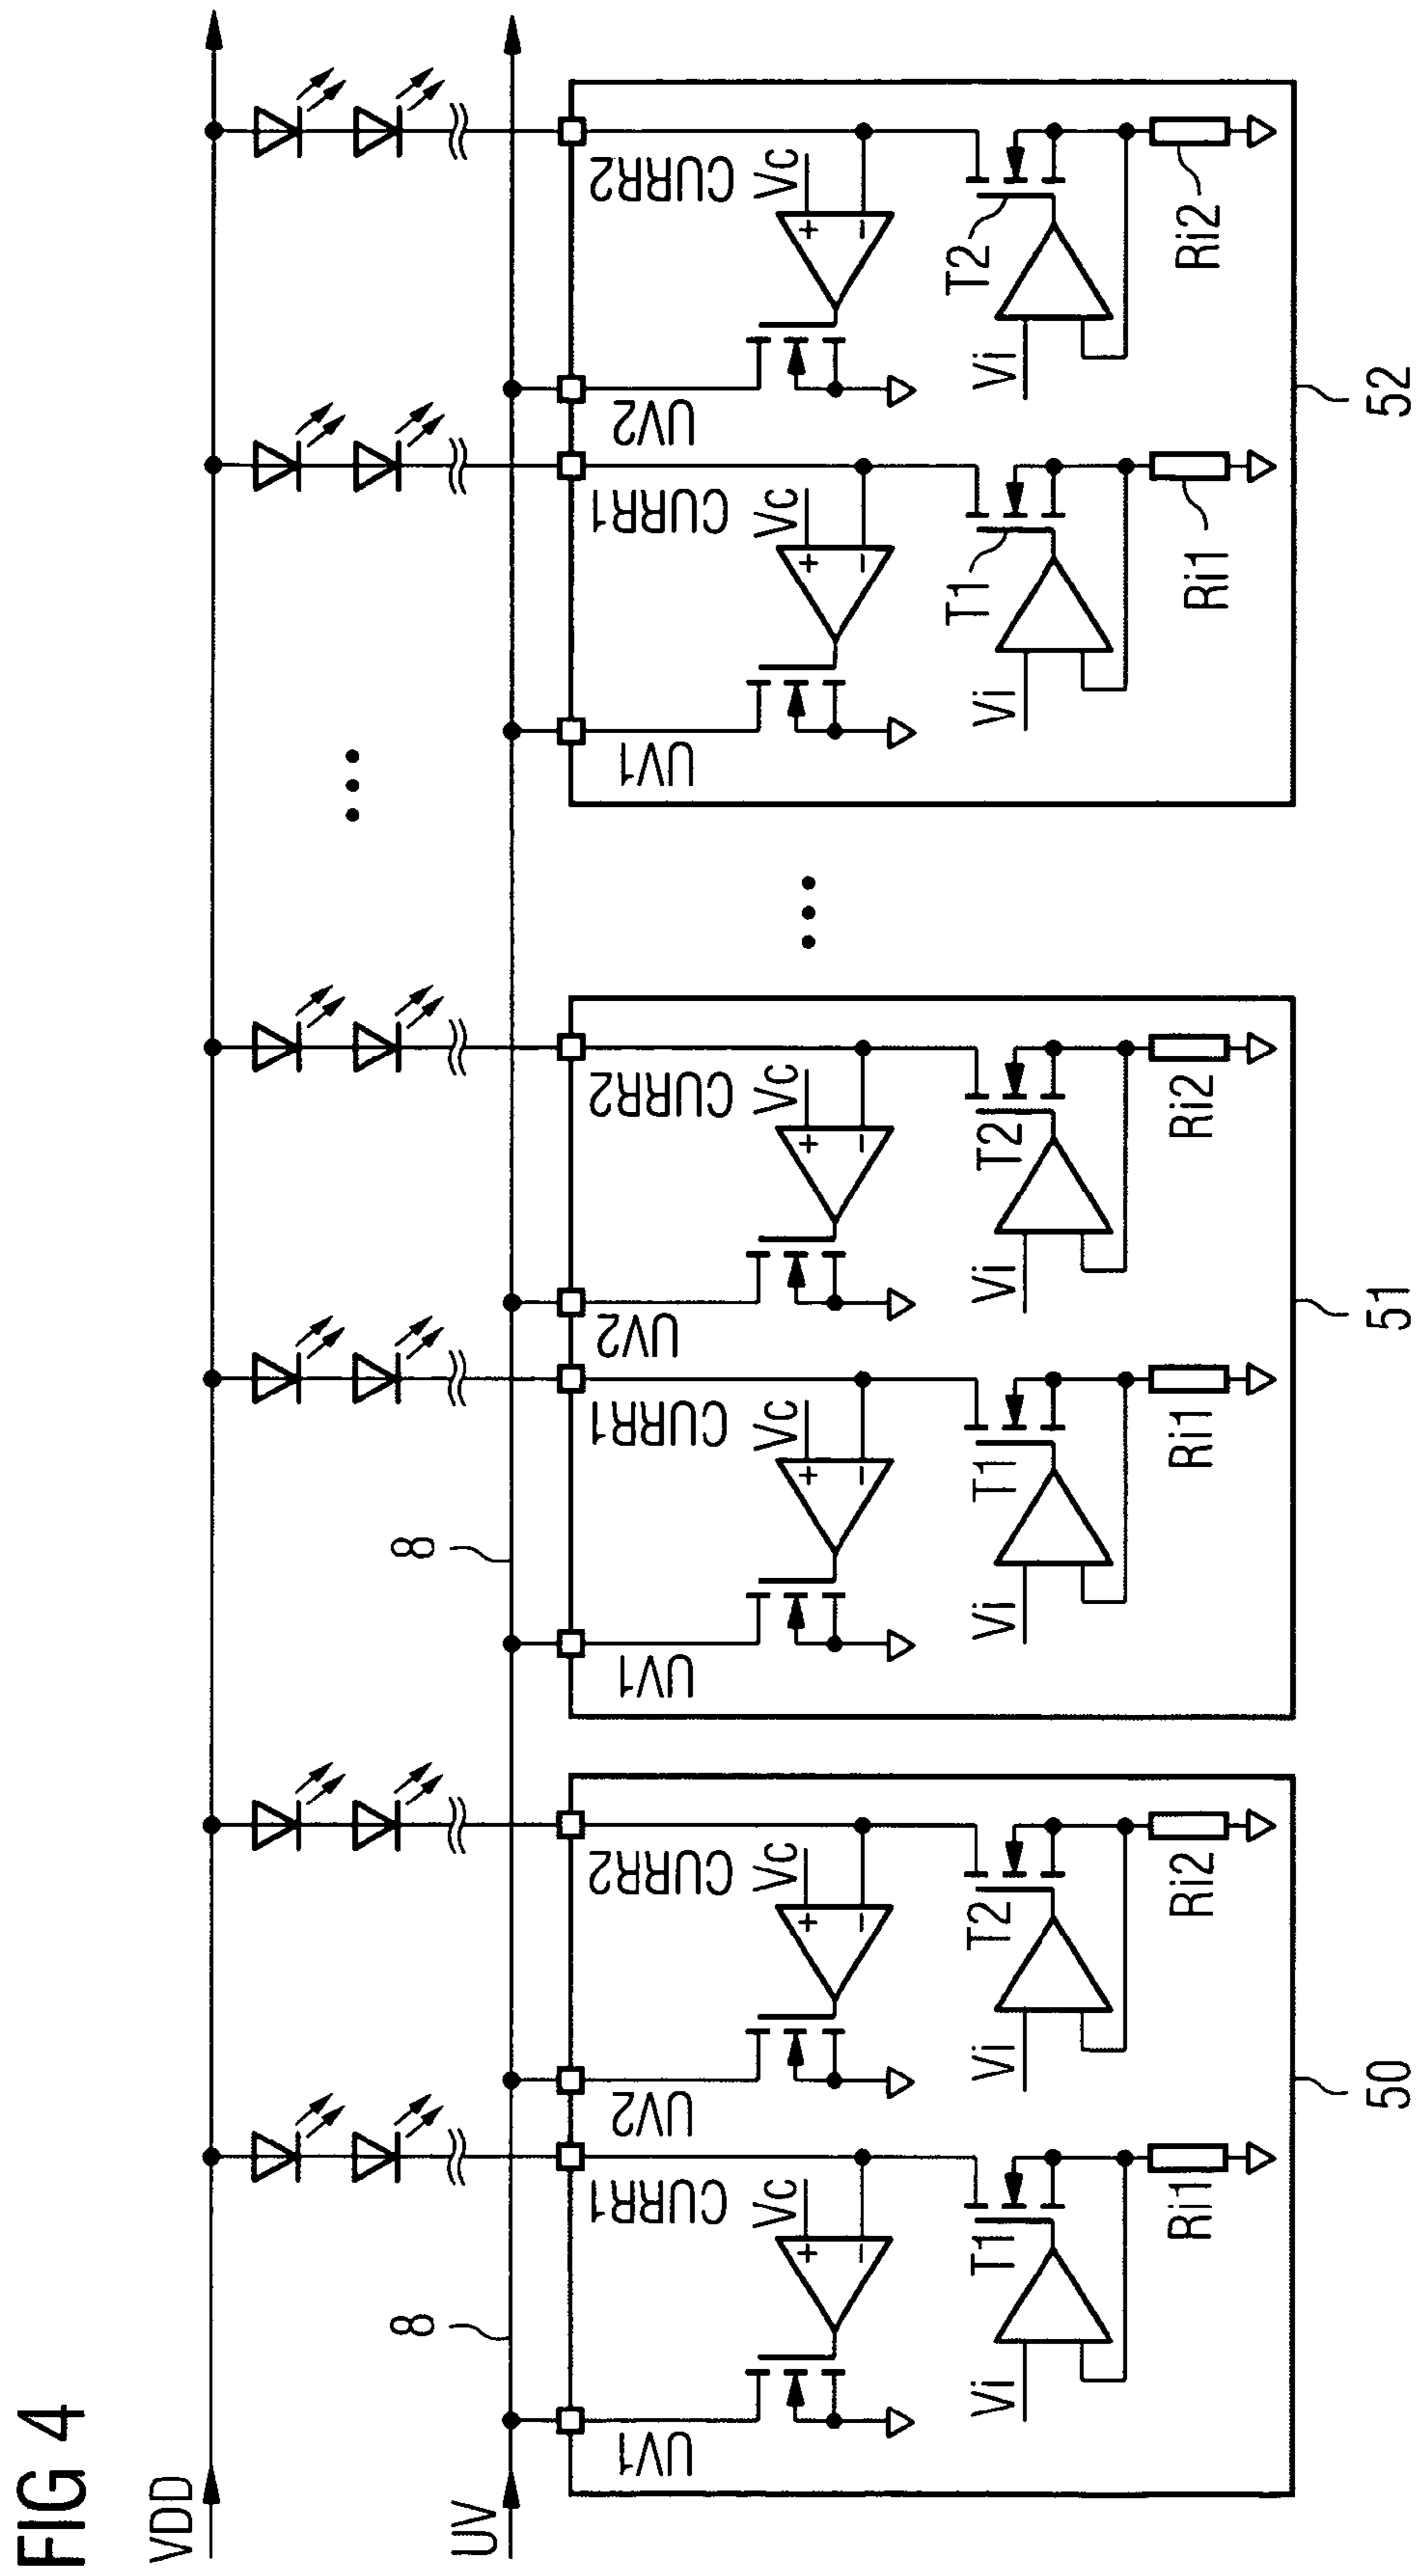 FIG 4
VDD
UV
8
8
UV1
CURR1
UV2
CURR2
UV1
CURR1
UV2
CURR2
UV1
CURR1
UV2
CURR2
Vc
Vc
Vc
Vc
Vc
Vc
+
−
+
−
+
−
+
−
+
−
+
−
Vi
T1
Vi
T2
Vi
T1
Vi
T2
Vi
T1
Vi
T2
Ri1
Ri2
Ri1
Ri2
Ri1
Ri2
50
51
52